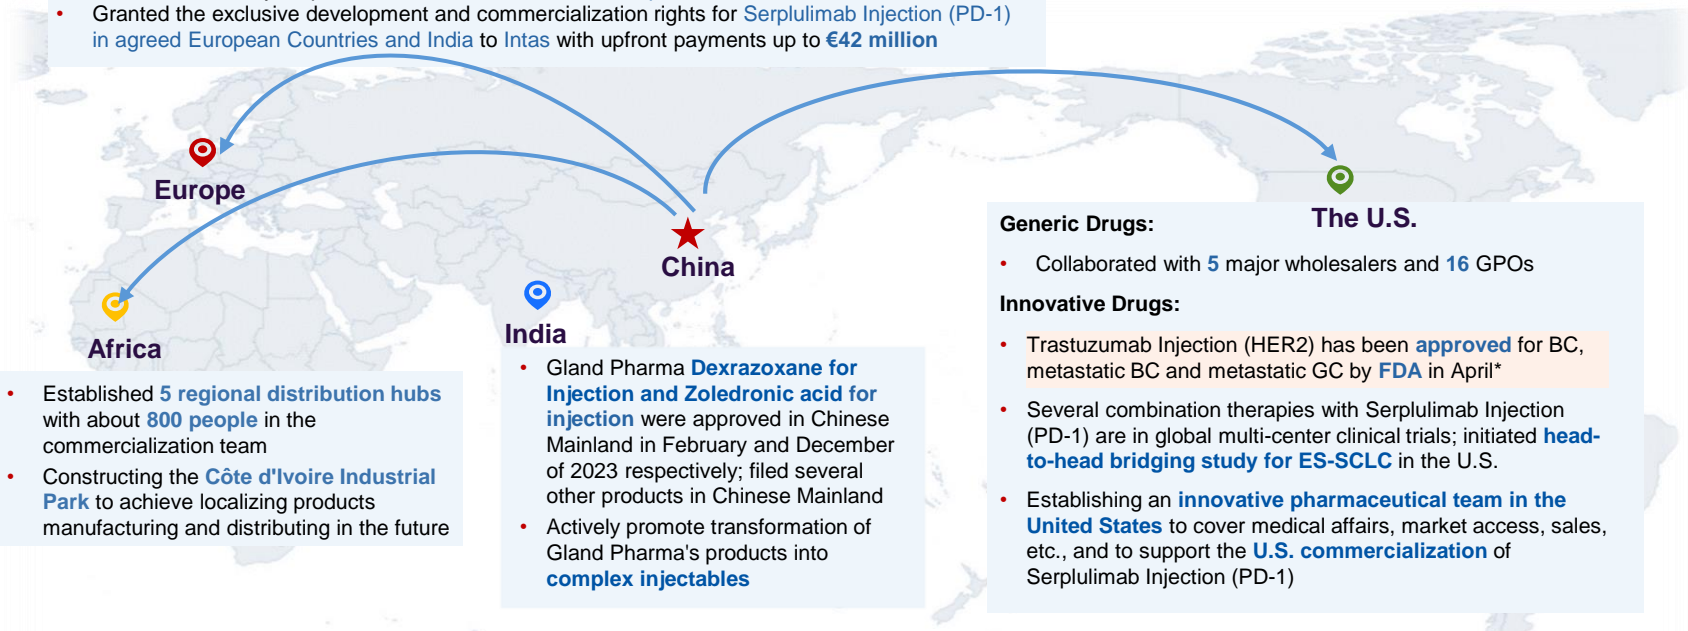 • Granted the exclusive development and commercialization rights for Serplulimab Injection (PD-1)
in agreed European Countries and India to Intas with upfront payments up to €42 million
Europe
China
India
Africa
The U.S.
• Established 5 regional distribution hubs
with about 800 people in the
commercialization team
• Constructing the Côte d'Ivoire Industrial
Park to achieve localizing products
manufacturing and distributing in the future
• Gland Pharma Dexrazoxane for
Injection and Zoledronic acid for
injection were approved in Chinese
Mainland in February and December
of 2023 respectively; filed several
other products in Chinese Mainland
• Actively promote transformation of
Gland Pharma's products into
complex injectables
Generic Drugs:
• Collaborated with 5 major wholesalers and 16 GPOs
Innovative Drugs:
• Trastuzumab Injection (HER2) has been approved for BC,
metastatic BC and metastatic GC by FDA in April*
• Several combination therapies with Serplulimab Injection
(PD-1) are in global multi-center clinical trials; initiated head-
to-head bridging study for ES-SCLC in the U.S.
• Establishing an innovative pharmaceutical team in the
United States to cover medical affairs, market access, sales,
etc., and to support the U.S. commercialization of
Serplulimab Injection (PD-1)